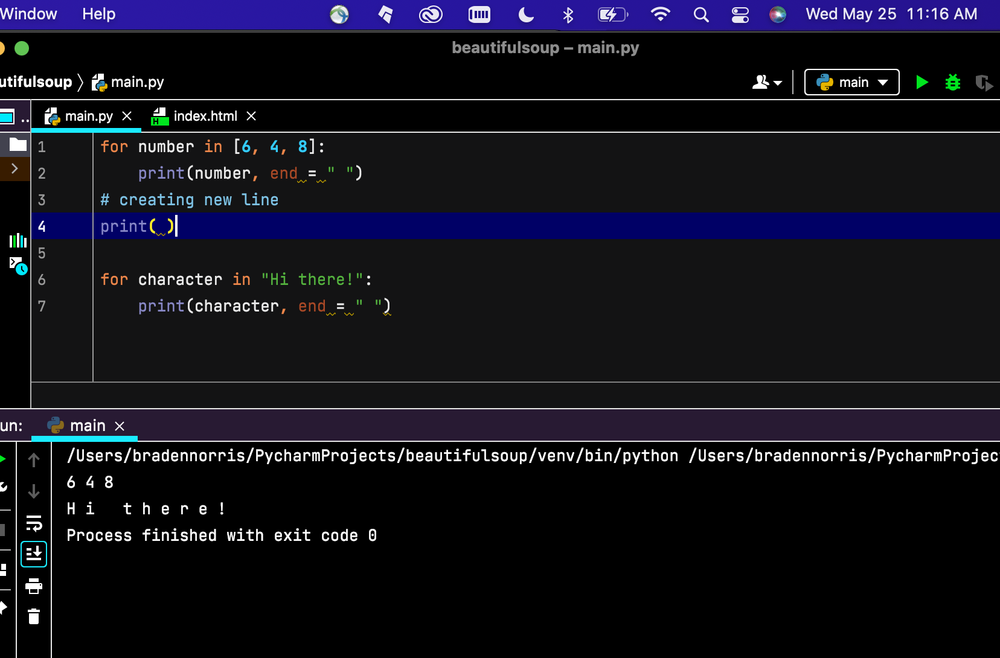 Window Help Wed May 25 11:16 AM
beautifulsoup – main.py
utifulsoup main.py main
main.py index.html
1 for number in [6, 4, 8]:
2     print(number, end = " ")
3 # creating new line
4 print( )
5
6 for character in "Hi there!":
7     print(character, end = " ")
un: main
/Users/bradennorris/PycharmProjects/beautifulsoup/venv/bin/python /Users/bradennorris/PycharmProjec
6 4 8
H i   t h e r e !
Process finished with exit code 0